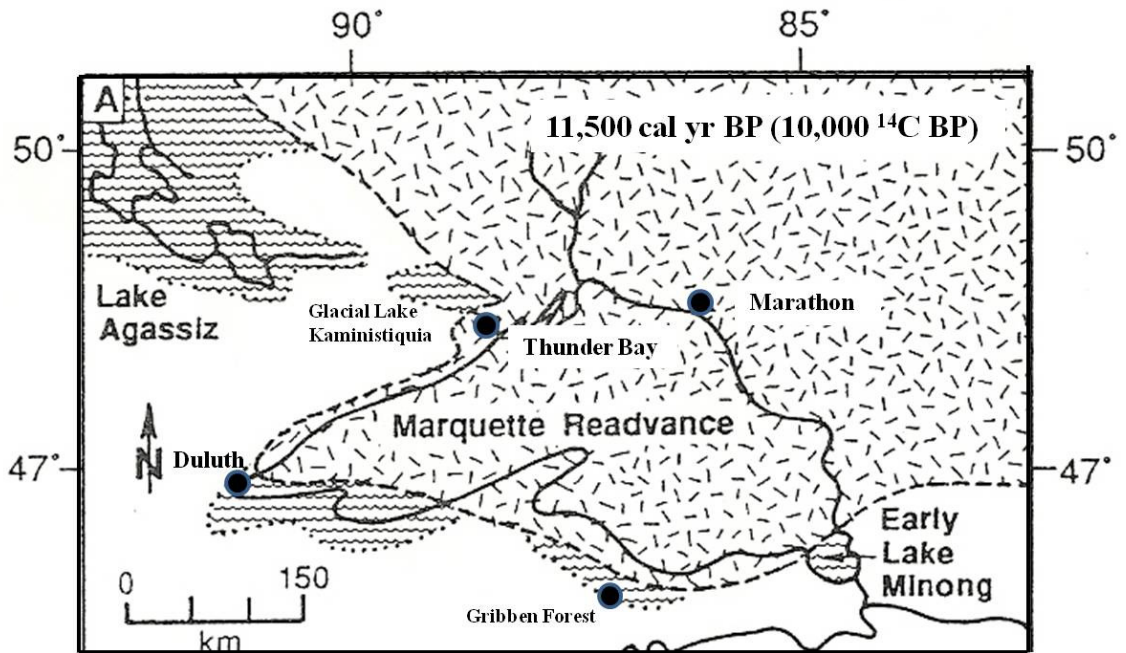 90°
85°
A
11,500 cal yr BP (10,000 ¹⁴C BP)
50°
50°
Lake
Agassiz
Glacial Lake
Kaministiquia
Marathon
Thunder Bay
Marquette Readvance
N
Duluth
47°
47°
Early
Lake
Minong
0 150
km
Gribben Forest